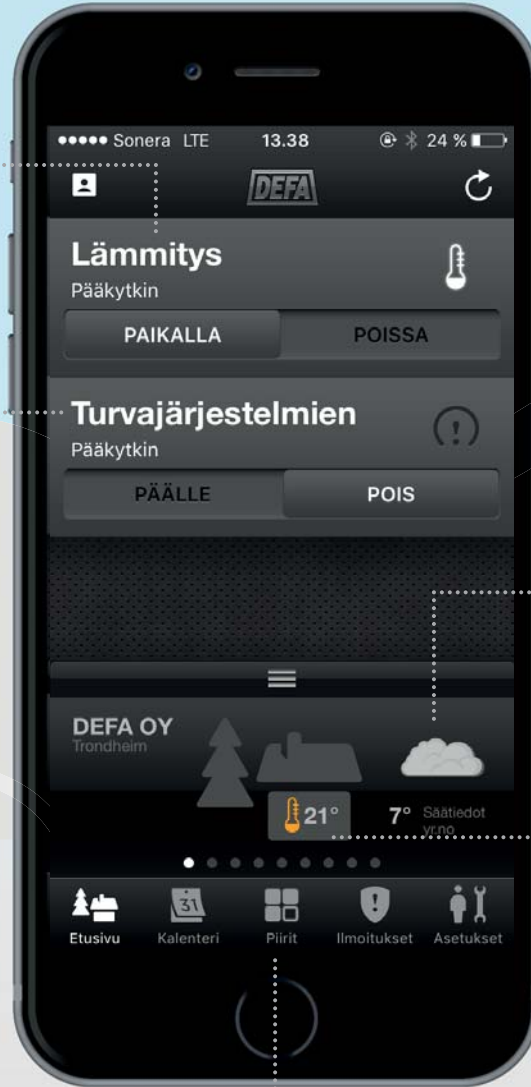 Sonera LTE 13.38 24 %
DEFA
Lämmitys
Pääkytkin
PAIKALLA POISSA
Turvajärjestelmien
Pääkytkin
PÄÄLLE POIS
DEFA OY
Trondheim
21° 7° Säätiedot
yr.no
31
Etusivu Kalenteri Piirit Ilmoitukset Asetukset